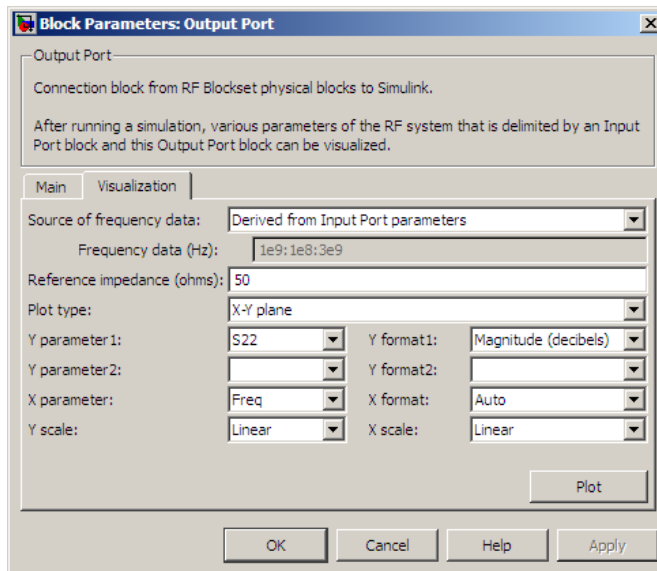 Block Parameters: Output Port
Output Port
Connection block from RF Blockset physical blocks to Simulink.
After running a simulation, various parameters of the RF system that is delimited by an Input
Port block and this Output Port block can be visualized.
Main Visualization
Source of frequency data: Derived from Input Port parameters
Frequency data (Hz): 1e9:1e8:3e9
Reference impedance (ohms): 50
Plot type: X-Y plane
Y parameter1: S22 Y format1: Magnitude (decibels)
Y parameter2: Y format2:
X parameter: Freq X format: Auto
Y scale: Linear X scale: Linear
Plot
OK Cancel Help Apply